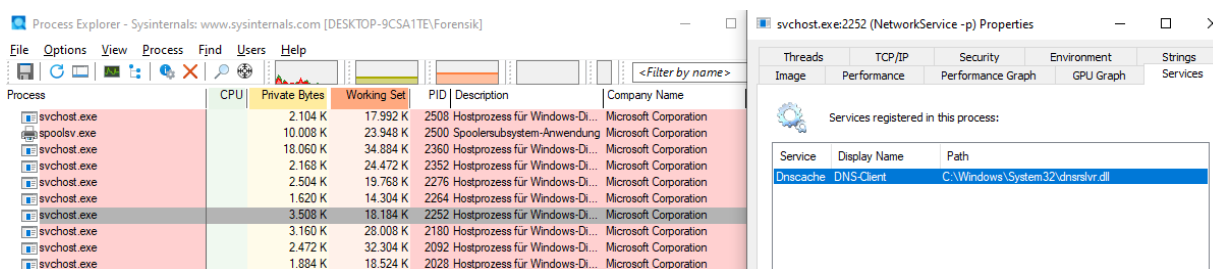 Process Explorer - Sysinternals: www.sysinternals.com [DESKTOP-9CSA1TE\Forensik]
File Options View Process Find Users Help
<Filter by name>
Process CPU Private Bytes Working Set PID Description Company Name
svchost.exe 2.104 K 17.992 K 2508 Hostprozess für Windows-Di... Microsoft Corporation
spoolsv.exe 10.008 K 23.948 K 2500 Spoolersubsystem-Anwendung Microsoft Corporation
svchost.exe 18.060 K 34.884 K 2360 Hostprozess für Windows-Di... Microsoft Corporation
svchost.exe 2.168 K 24.472 K 2352 Hostprozess für Windows-Di... Microsoft Corporation
svchost.exe 2.504 K 19.768 K 2276 Hostprozess für Windows-Di... Microsoft Corporation
svchost.exe 1.620 K 14.304 K 2264 Hostprozess für Windows-Di... Microsoft Corporation
svchost.exe 3.508 K 18.184 K 2252 Hostprozess für Windows-Di... Microsoft Corporation
svchost.exe 3.160 K 28.008 K 2180 Hostprozess für Windows-Di... Microsoft Corporation
svchost.exe 2.472 K 32.304 K 2092 Hostprozess für Windows-Di... Microsoft Corporation
svchost.exe 1.884 K 18.524 K 2028 Hostprozess für Windows-Di... Microsoft Corporation
svchost.exe:2252 (NetworkService -p) Properties
Threads TCP/IP Security Environment Strings
Image Performance Performance Graph GPU Graph Services
Services registered in this process:
Service Display Name Path
Dnscache DNS-Client C:\Windows\System32\dnsrslvr.dll